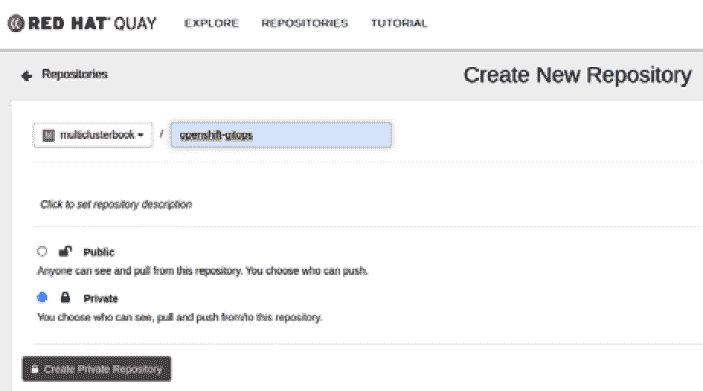 RED HAT QUAY EXPLORE REPOSITORIES TUTORIAL
Repositories Create New Repository
multiclusterbook / openshift-gitops
Click to set repository description
Public
Anyone can see and pull from this repository. You choose who can push.
Private
You choose who can see, pull and push from/to this repository.
Create Private Repository